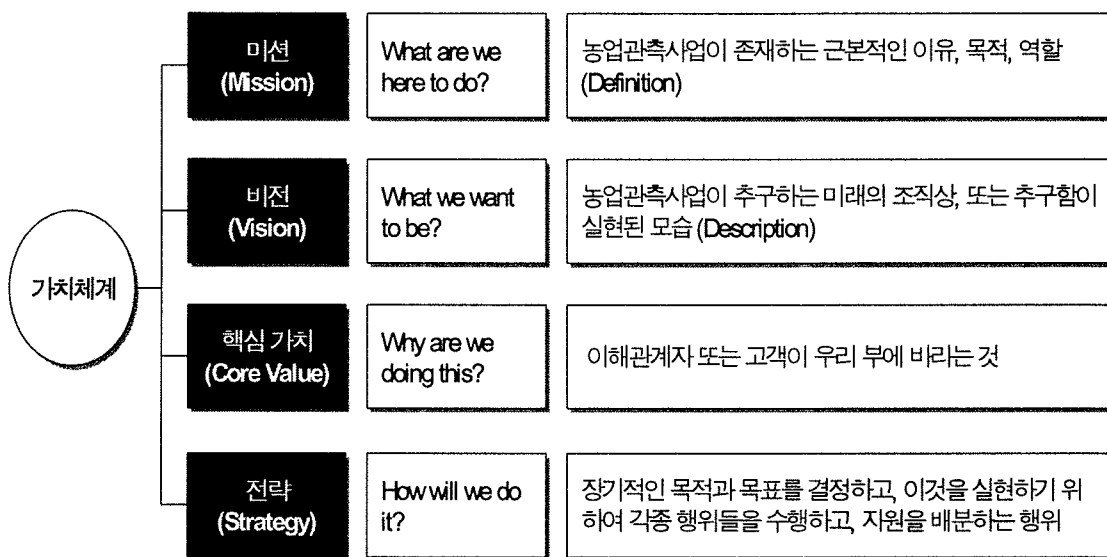 가치체계
미션
(Mission)
What are we
here to do?
농업관측사업이 존재하는 근본적인 이유, 목적, 역할
(Definition)
비전
(Vision)
What we want
to be?
농업관측사업이 추구하는 미래의 조직상, 또는 추구함이
실현된 모습 (Description)
핵심 가치
(Core Value)
Why are we
doing this?
이해관계자 또는 고객이 우리 부에 바라는 것
전략
(Strategy)
How will we do
it?
장기적인 목적과 목표를 결정하고, 이것을 실현하기 위
하여 각종 행위들을 수행하고, 자원을 배분하는 행위